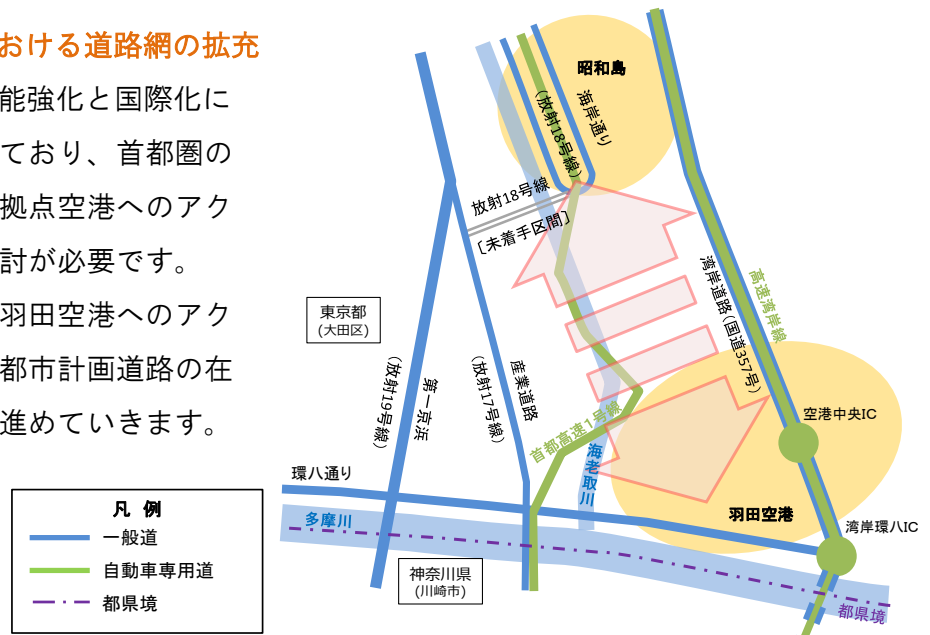 おける道路網の拡充
能強化と国際化に
ており、首都圏の
拠点空港へのアク
討が必要です。
羽田空港へのアク
都市計画道路の在
進めていきます。
昭和島
海岸通り
(放射18号線)
放射18号線
〔未着手区間〕
東京都
(大田区)
第一京浜
(放射19号線)
産業道路
(放射17号線)
湾岸道路(国道357号)
高速湾岸線
首都高速1号線
海老取川
空港中央IC
羽田空港
湾岸環八IC
環八通り
多摩川
神奈川県
(川崎市)
都県境
凡 例
一般道
自動車専用道
都県境